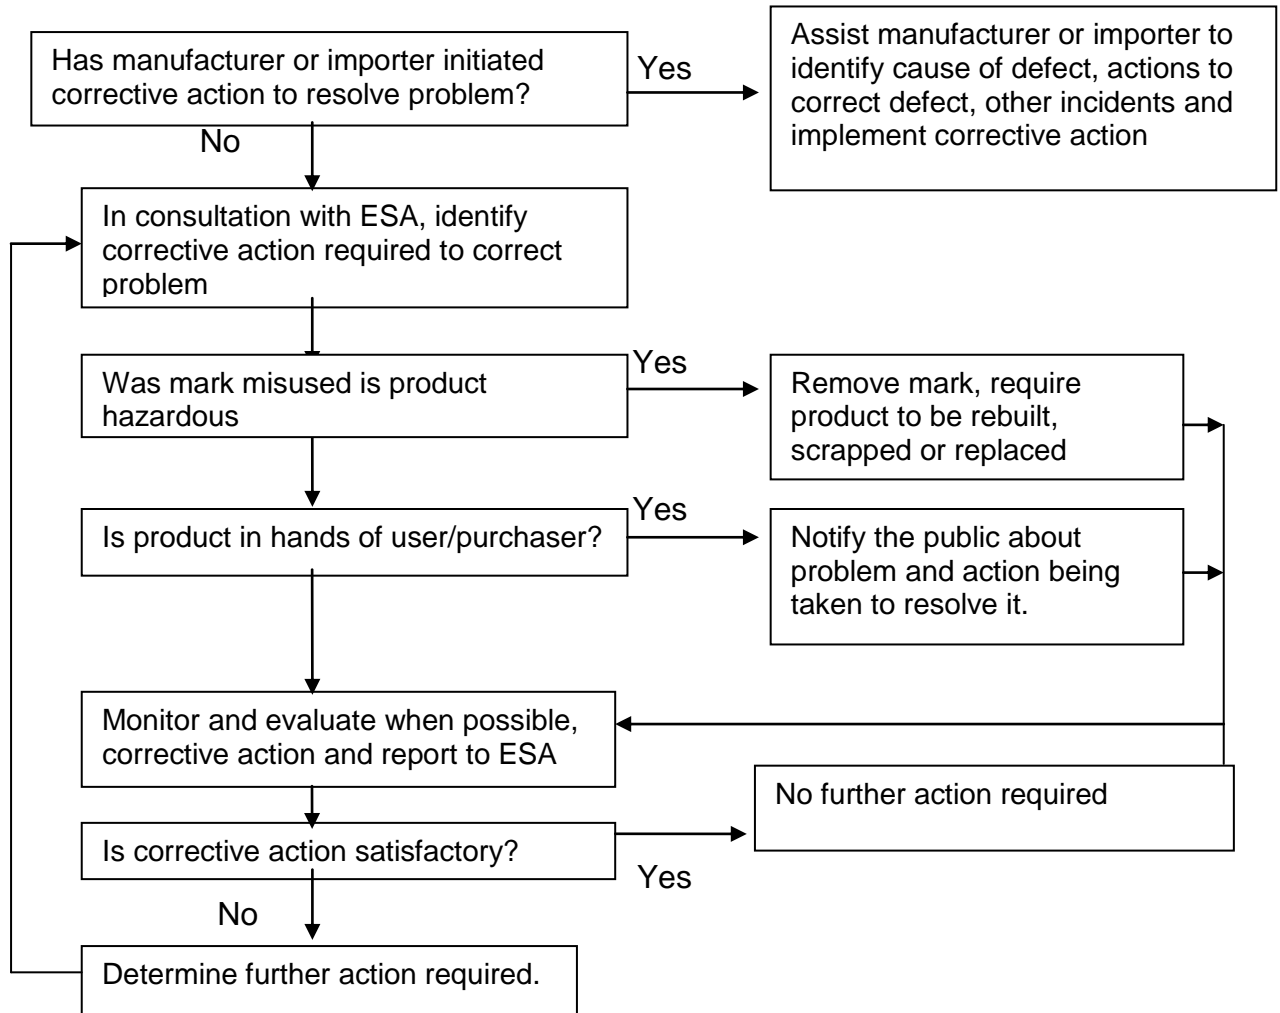 Has manufacturer or importer initiated
corrective action to resolve problem?
Yes
Assist manufacturer or importer to
identify cause of defect, actions to
correct defect, other incidents and
implement corrective action
No
In consultation with ESA, identify
corrective action required to correct
problem
Was mark misused is product
hazardous
Yes
Remove mark, require
product to be rebuilt,
scrapped or replaced
Is product in hands of user/purchaser?
Yes
Notify the public about
problem and action being
taken to resolve it.
Monitor and evaluate when possible,
corrective action and report to ESA
No further action required
Is corrective action satisfactory?
Yes
No
Determine further action required.